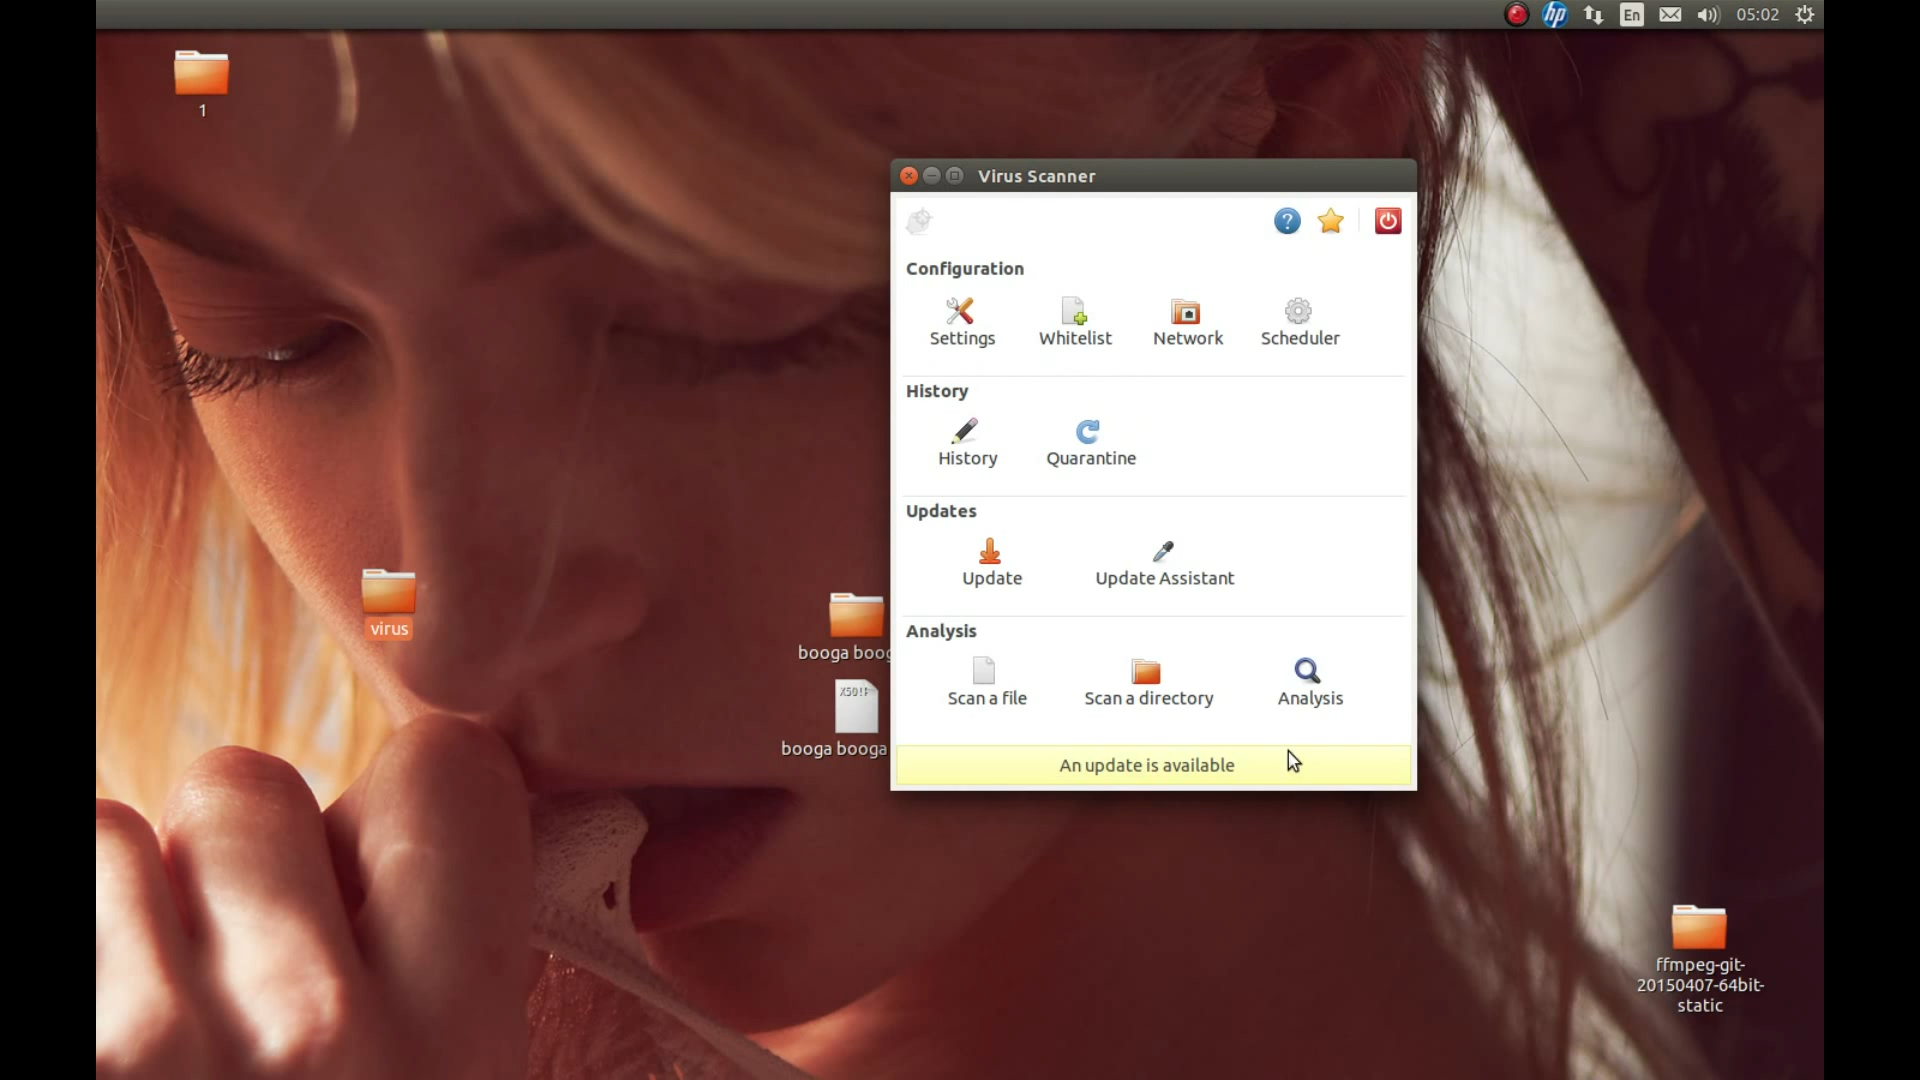 hp
En
05:02
1
Virus Scanner
?
Configuration
Settings
Whitelist
Network
Scheduler
History
History
Quarantine
Updates
Update
Update Assistant
Analysis
Scan a file
Scan a directory
Analysis
An update is available
virus
booga boog
X5O!P
booga booga
ffmpeg-git-
20150407-64bit-
static